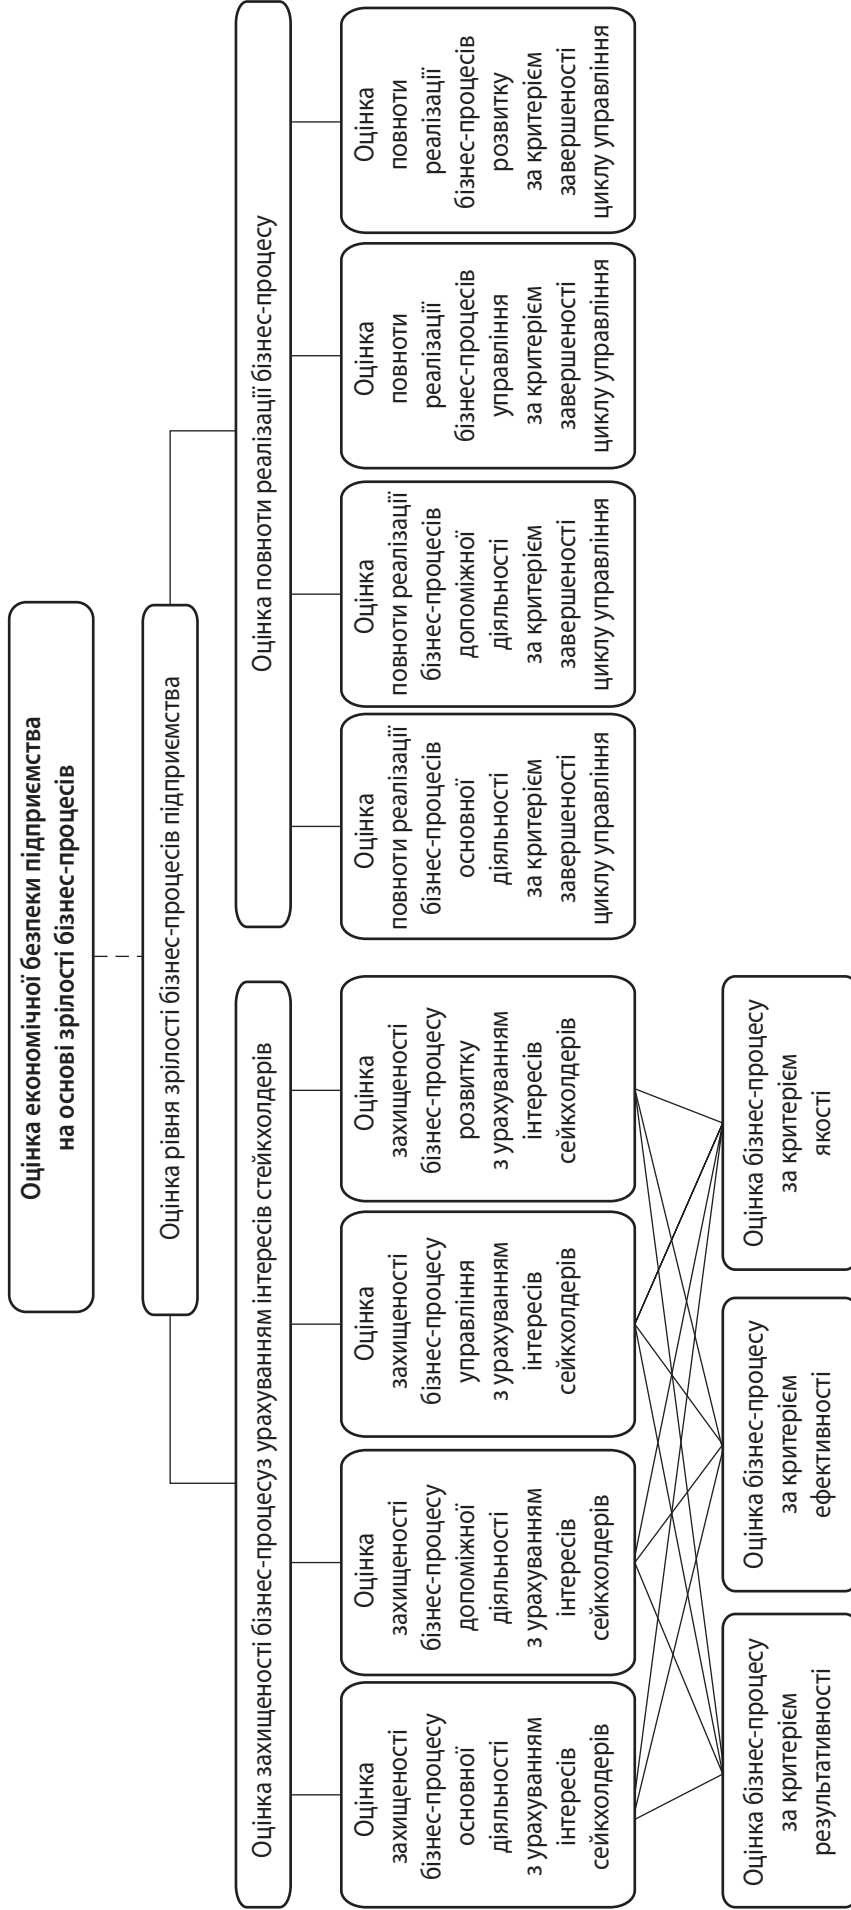 Оцінка економічної безпеки підприємства
на основі зрілості бізнес-процесів
Оцінка рівня зрілості бізнес-процесів підприємства
Оцінка захищеності бізнес-процесуз урахуванням інтересів стейкхолдерів
Оцінка повноти реалізації бізнес-процесу
Оцінка
захищеності
бізнес-процесу
основної
діяльності
з урахуванням
інтересів
сейкхолдерів
Оцінка
захищеності
бізнес-процесу
допоміжної
діяльності
з урахуванням
інтересів
сейкхолдерів
Оцінка
захищеності
бізнес-процесу
управління
з урахуванням
інтересів
сейкхолдерів
Оцінка
захищеності
бізнес-процесу
розвитку
з урахуванням
інтересів
сейкхолдерів
Оцінка
повноти реалізації
бізнес-процесів
основної
діяльності
за критерієм
завершеності
циклу управління
Оцінка
повноти реалізації
бізнес-процесів
допоміжної
діяльності
за критерієм
завершеності
циклу управління
Оцінка
повноти
реалізації
бізнес-процесів
управління
за критерієм
завершеності
циклу управління
Оцінка
повноти
реалізації
бізнес-процесів
розвитку
за критерієм
завершеності
циклу управління
Оцінка бізнес-процесу
за критерієм
результативності
Оцінка бізнес-процесу
за критерієм
ефективності
Оцінка бізнес-процесу
за критерієм
якості